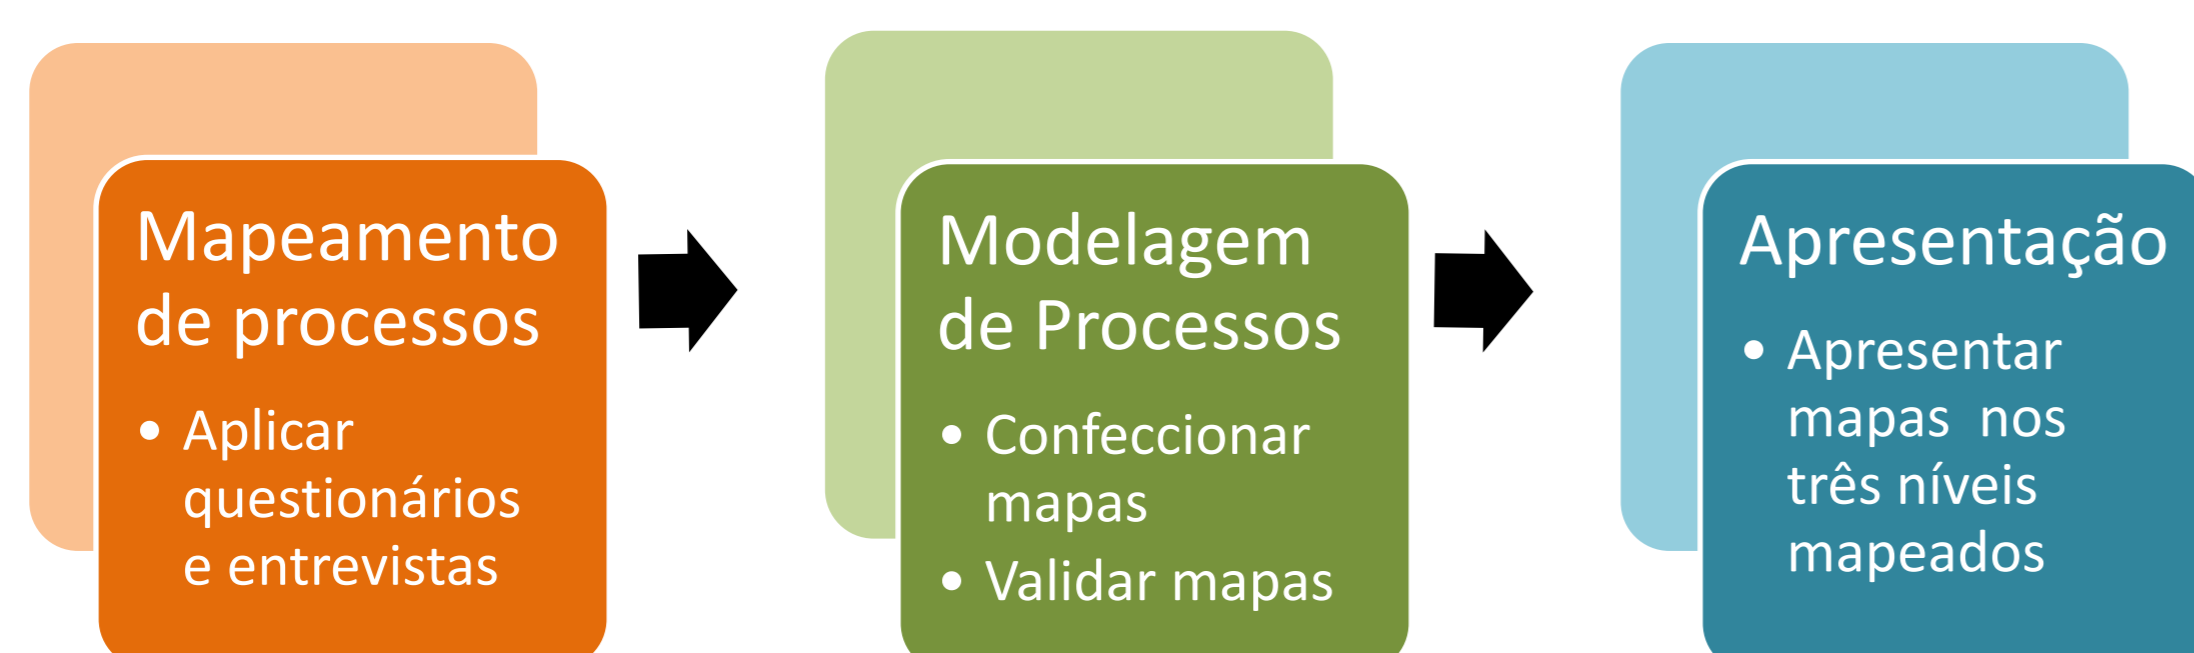 Mapeamento
de processos
• Aplicar
questionários
e entrevistas
Modelagem
de Processos
• Confeccionar
mapas
• Validar mapas
Apresentação
• Apresentar
mapas  nos
três níveis
mapeados